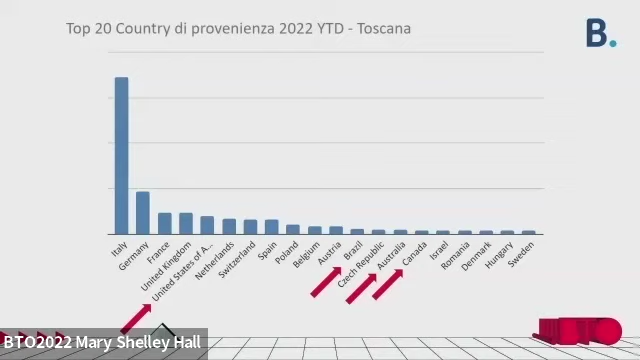 Top 20 Country di provenienza 2022 YTD - Toscana
B.
Italy
Germany
France
United Kingdom
United States of A...
Netherlands
Switzerland
Spain
Poland
Belgium
Austria
Brazil
Czech Republic
Australia
Canada
Israel
Romania
Denmark
Hungary
Sweden
BTO2022 Mary Shelley Hall